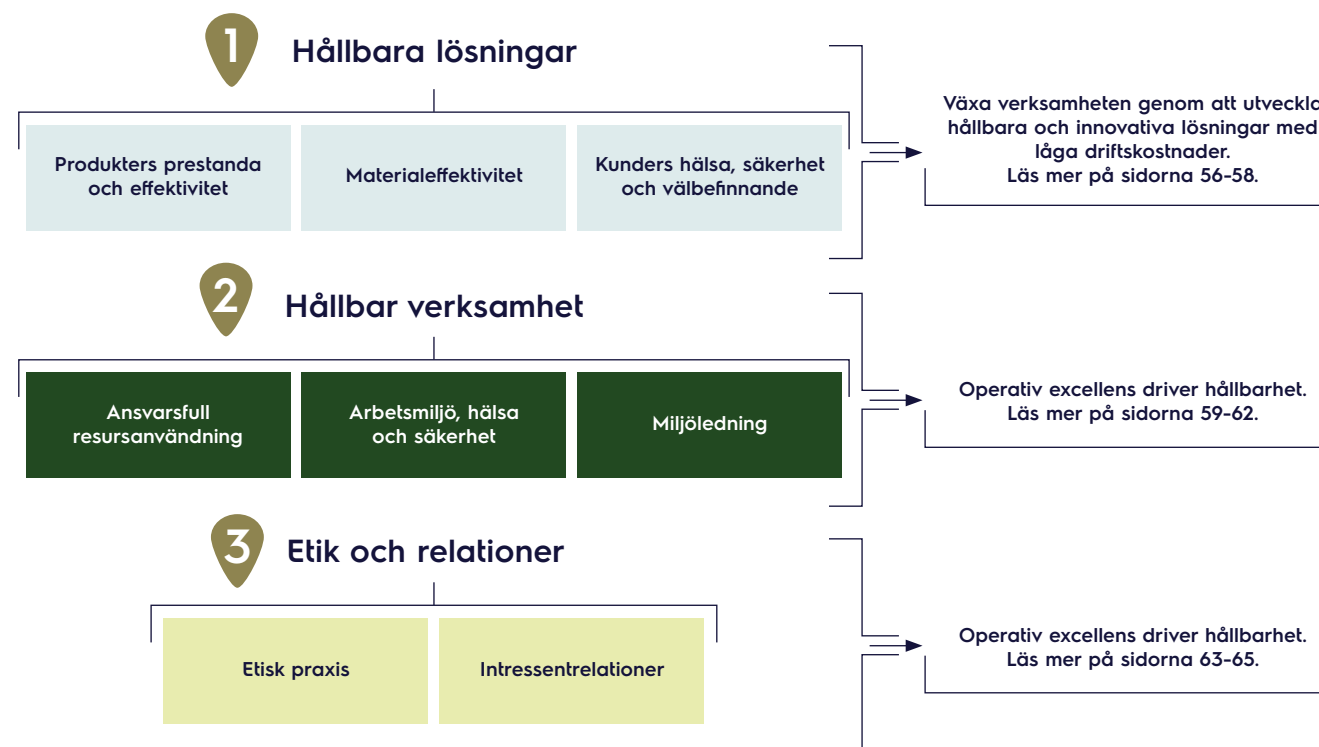 1
Hållbara lösningar
Produkters prestanda
och effektivitet
Materialeffektivitet
Kunders hälsa, säkerhet
och välbefinnande
Växa verksamheten genom att utveckla
hållbara och innovativa lösningar med
låga driftskostnader.
Läs mer på sidorna 56-58.
2
Hållbar verksamhet
Ansvarsfull
resursanvändning
Arbetsmiljö, hälsa
och säkerhet
Miljöledning
Operativ excellens driver hållbarhet.
Läs mer på sidorna 59-62.
3
Etik och relationer
Etisk praxis
Intressentrelationer
Operativ excellens driver hållbarhet.
Läs mer på sidorna 63-65.